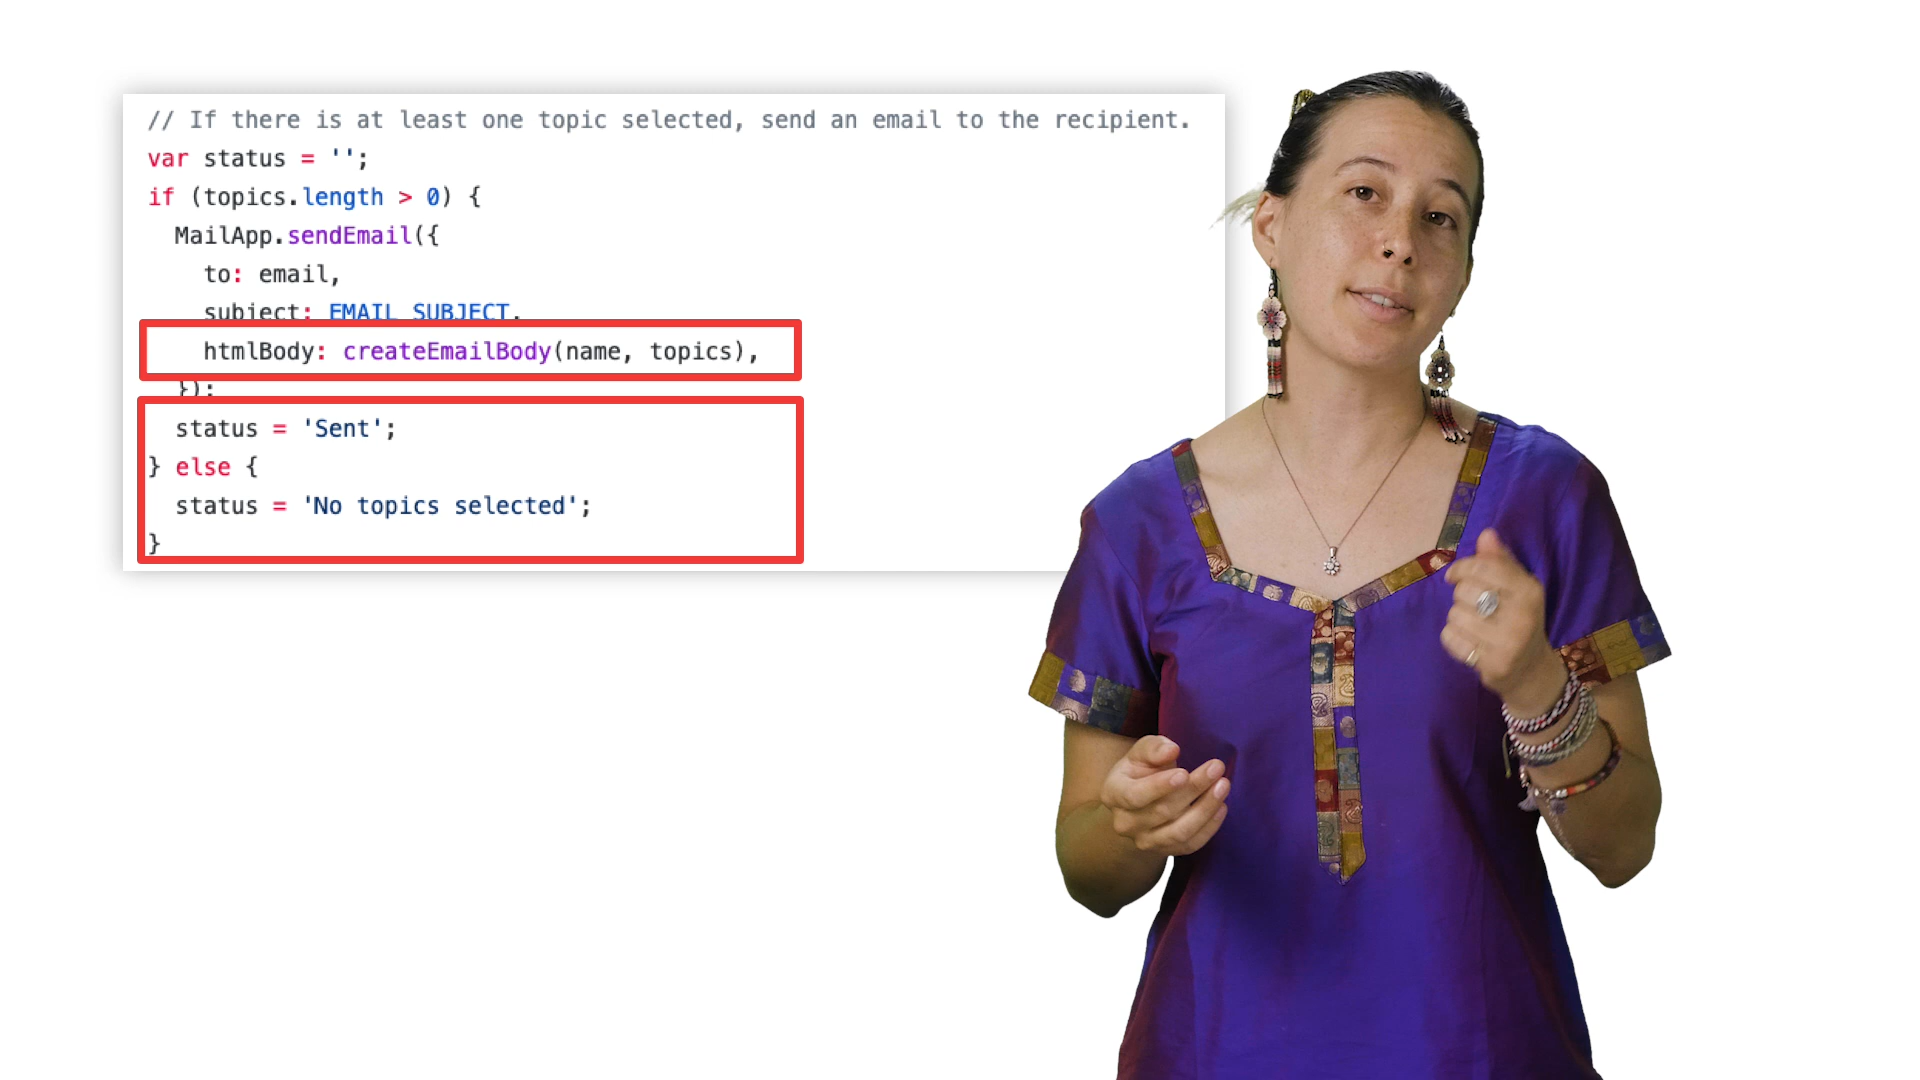 // If there is at least one topic selected, send an email to the recipient.
var status = '';
if (topics.length > 0) {
MailApp.sendEmail({
to: email,
subject: EMAIL_SUBJECT,
htmlBody: createEmailBody(name, topics),
});
status = 'Sent';
} else {
status = 'No topics selected';
}